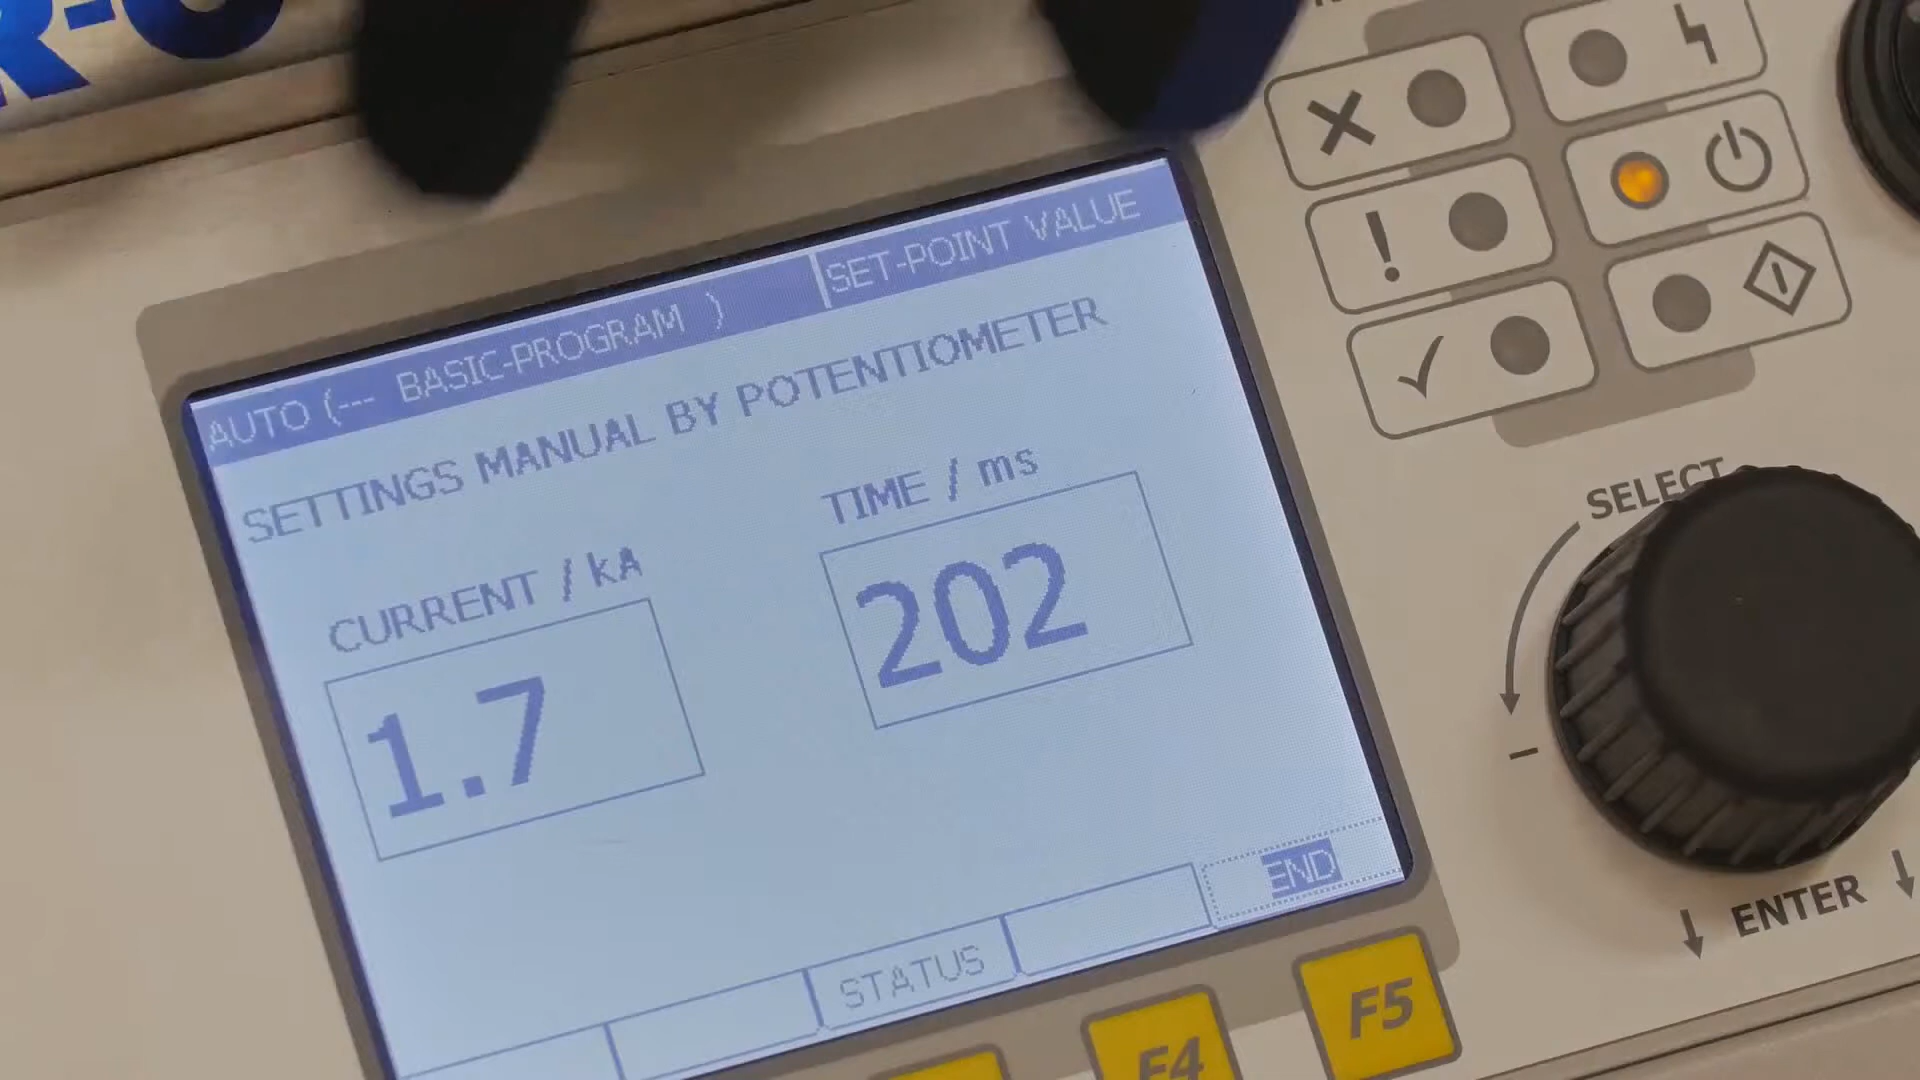 AUTO (--- BASIC-PROGRAM )
SET-POINT VALUE
SETTINGS MANUAL BY POTENTIOMETER
CURRENT / kA
TIME / ms
1.7
202
STATUS
END
F4
F5
SELECT
−
ENTER